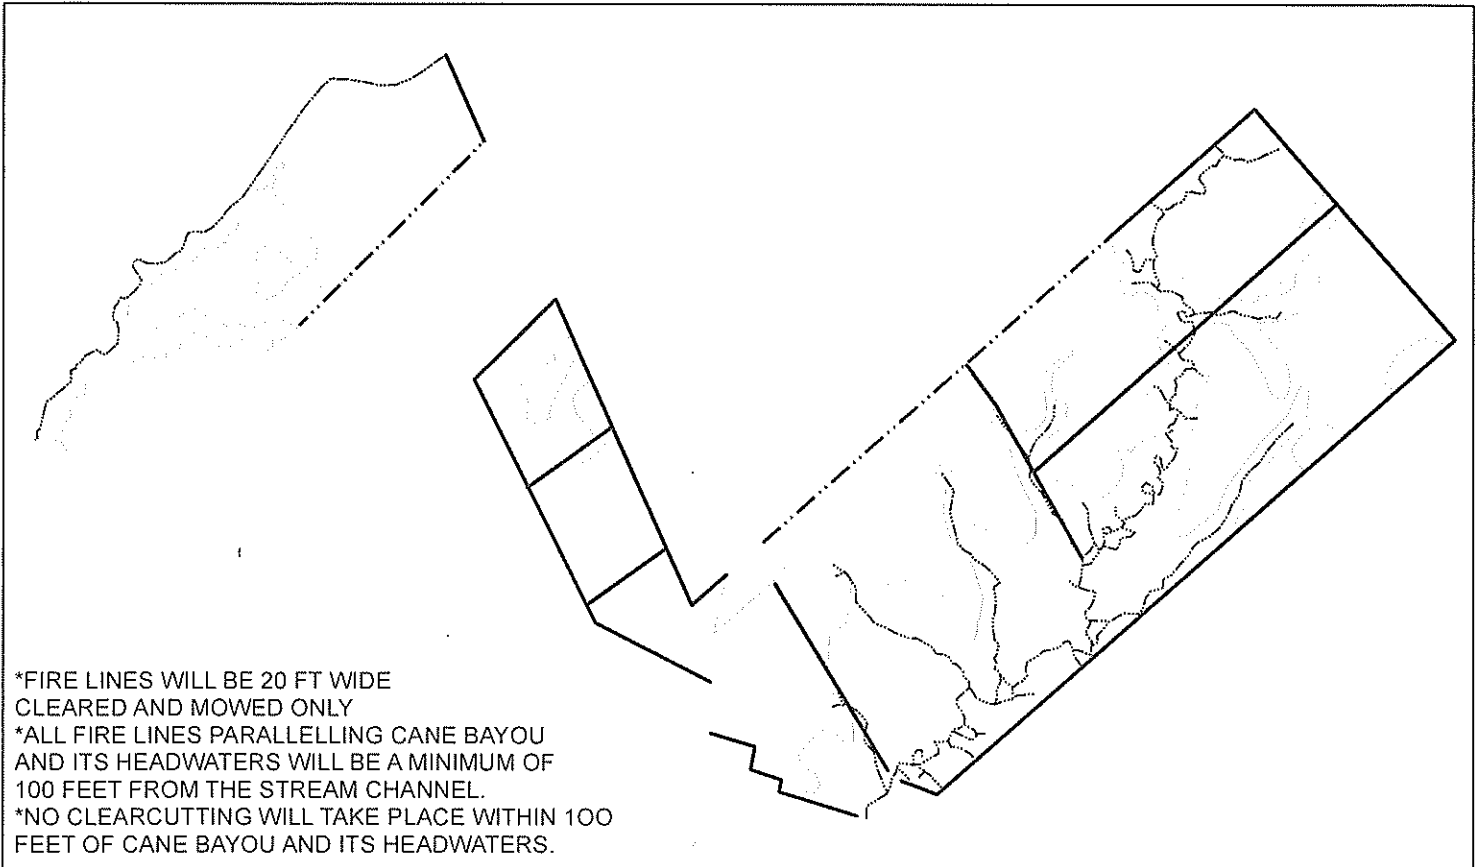 *FIRE LINES WILL BE 20 FT WIDE
CLEARED AND MOWED ONLY
*ALL FIRE LINES PARALLELLING CANE BAYOU
AND ITS HEADWATERS WILL BE A MINIMUM OF
100 FEET FROM THE STREAM CHANNEL.
*NO CLEARCUTTING WILL TAKE PLACE WITHIN 1OO
FEET OF CANE BAYOU AND ITS HEADWATERS.